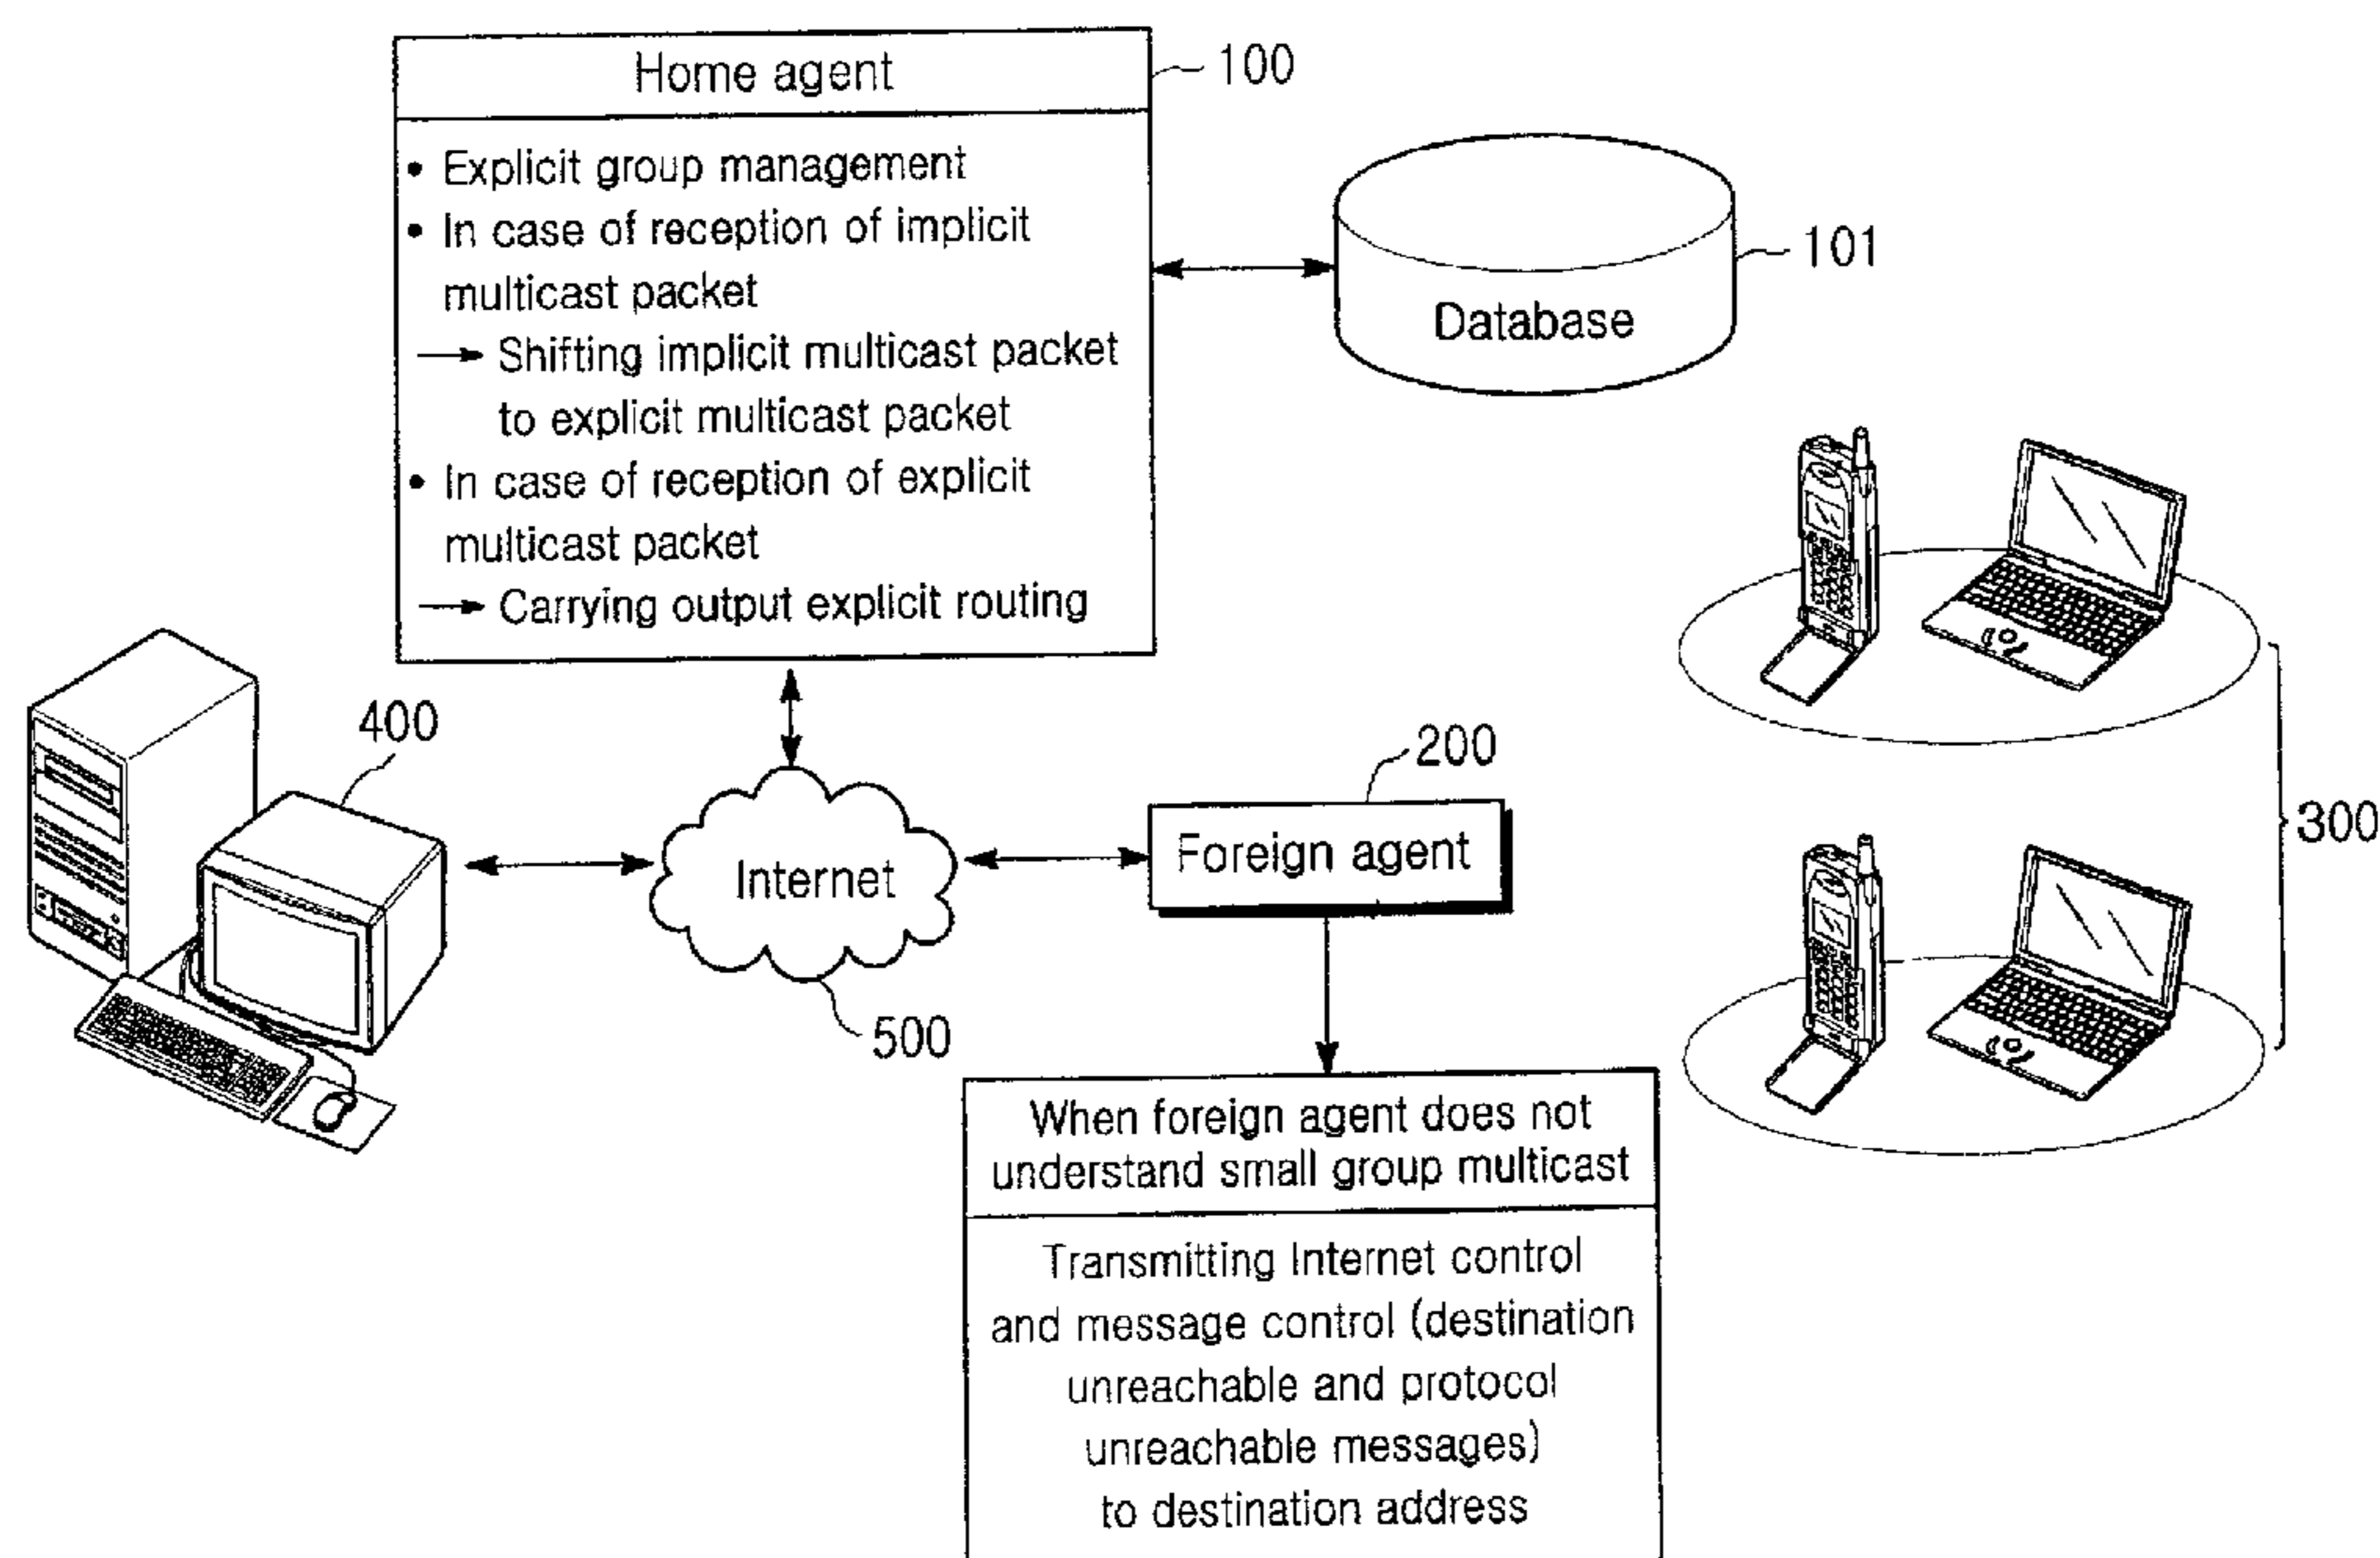 Home agent
100
• Explicit group management
• In case of reception of implicit
multicast packet
→ Shifting implicit multicast packet
to explicit multicast packet
• In case of reception of explicit
multicast packet
→ Carrying output explicit routing
Database
101
400
Internet
500
200
Foreign agent
300
When foreign agent does not
understand small group multicast
Transmitting Internet control
and message control (destination
unreachable and protocol
unreachable messages)
to destination address